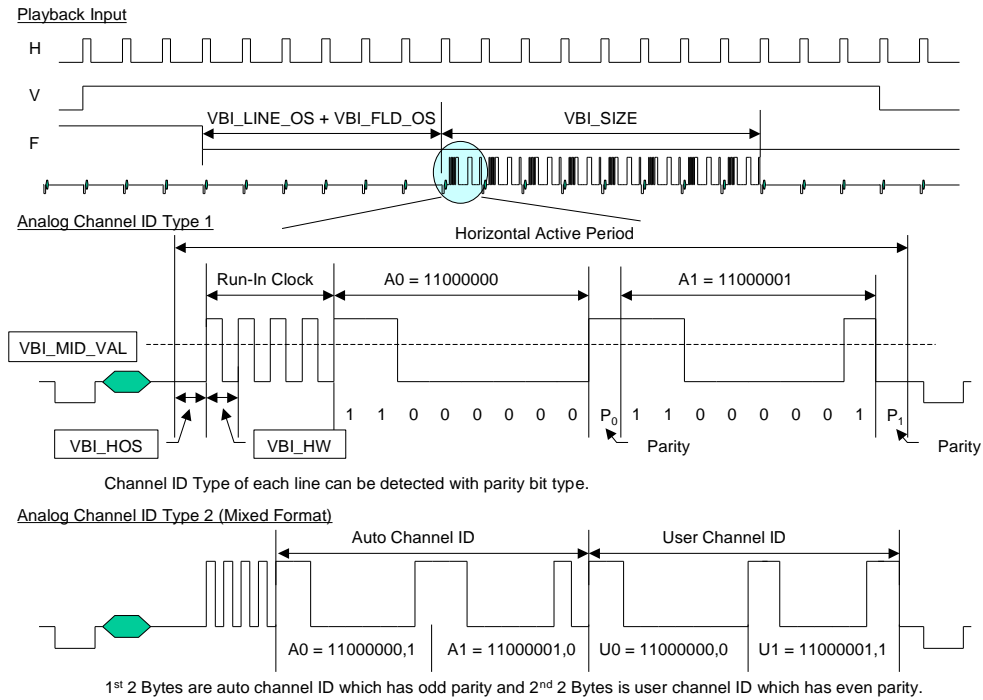 Playback Input
H
V
F
VBI_LINE_OS + VBI_FLD_OS
VBI_SIZE
Analog Channel ID Type 1
Horizontal Active Period
Run-In Clock
A0 = 11000000
A1 = 11000001
VBI_MID_VAL
1 1 0 0 0 0 0 0 P0 1 1 0 0 0 0 0 1 P1
VBI_HOS
VBI_HW
Parity
Parity
Channel ID Type of each line can be detected with parity bit type.
Analog Channel ID Type 2 (Mixed Format)
Auto Channel ID
User Channel ID
A0 = 11000000,1
A1 = 11000001,0
U0 = 11000000,0
U1 = 11000001,1
1st 2 Bytes are auto channel ID which has odd parity and 2nd 2 Bytes is user channel ID which has even parity.